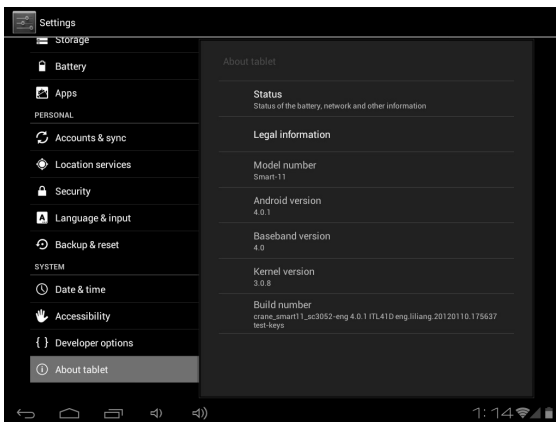 Settings
Storage
Battery
Apps
PERSONAL
Accounts & sync
Location services
Security
A Language & input
Backup & reset
SYSTEM
Date & time
Accessibility
{ } Developer options
About tablet
About tablet
Status
Status of the battery, network and other information
Legal information
Model number
Smart-11
Android version
4.0.1
Baseband version
4.0
Kernel version
3.0.8
Build number
crane_smart11_sc3052-eng 4.0.1 ITL41D eng.liliang.20120110.175637
test-keys
1:14